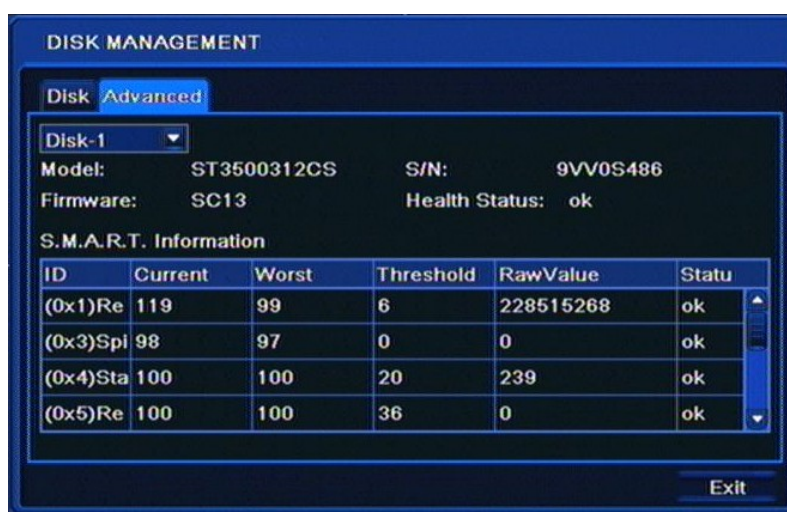 DISK MANAGEMENT
Disk Advanced
Disk-1
Model: ST3500312CS S/N: 9VV0S486
Firmware: SC13 Health Status: ok
S.M.A.R.T. Information
ID Current Worst Threshold RawValue Statu
(0x1)Re 119 99 6 228515268 ok
(0x3)Spi 98 97 0 0 ok
(0x4)Sta 100 100 20 239 ok
(0x5)Re 100 100 36 0 ok
Exit